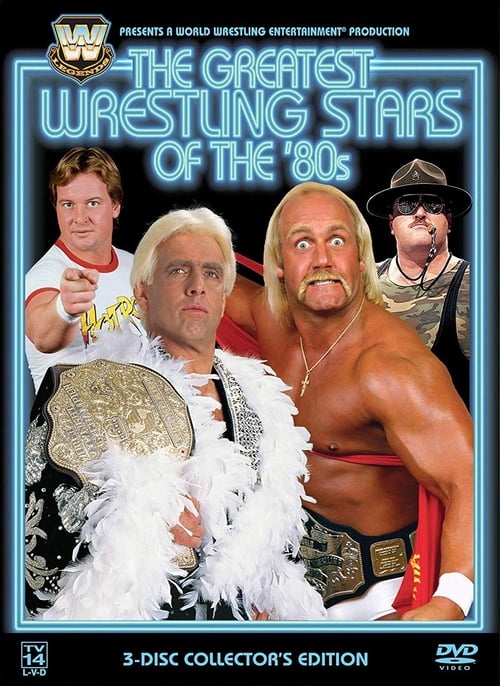 W
LEGENDS
PRESENTS A WORLD WRESTLING ENTERTAINMENT® PRODUCTION
THE GREATEST
WRESTLING STARS
OF THE '80s
TV
14
L-V-D
3-DISC COLLECTOR'S EDITION
DVD
VIDEO